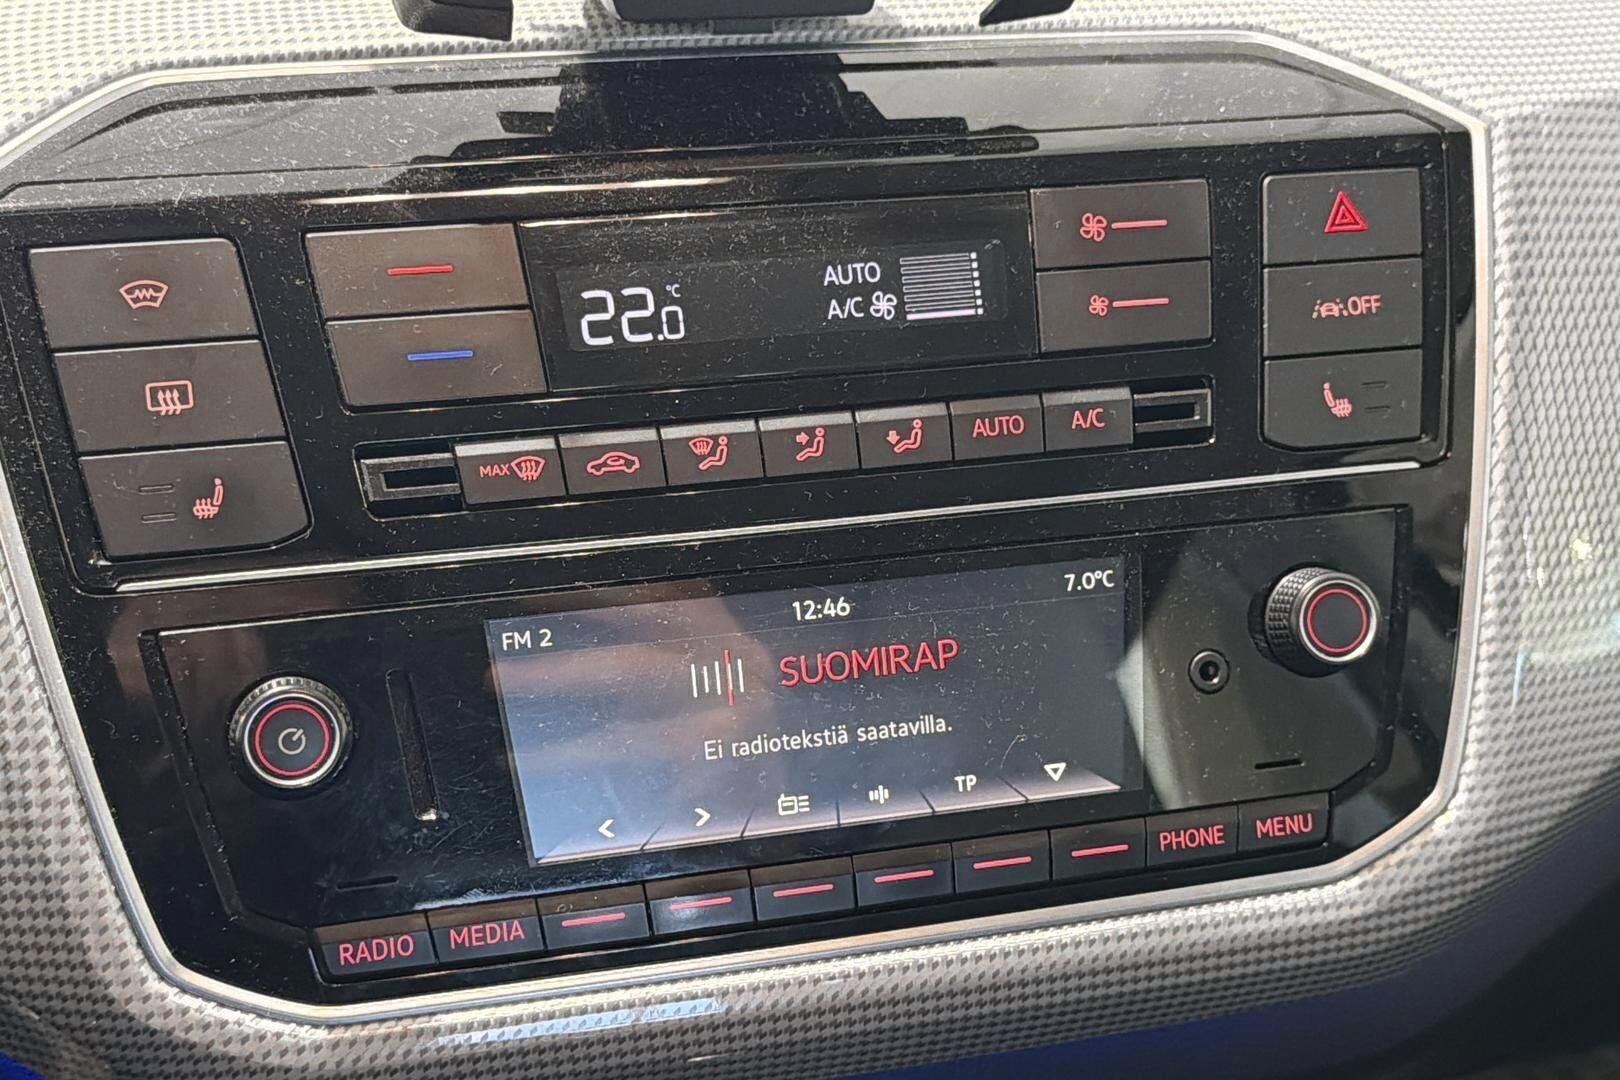 22.0 °C
AUTO
A/C
OFF
MAX
AUTO
A/C
FM 2
12:46
7.0°C
SUOMIRAP
Ei radiotekstiä saatavilla.
< > TP
RADIO
MEDIA
PHONE
MENU